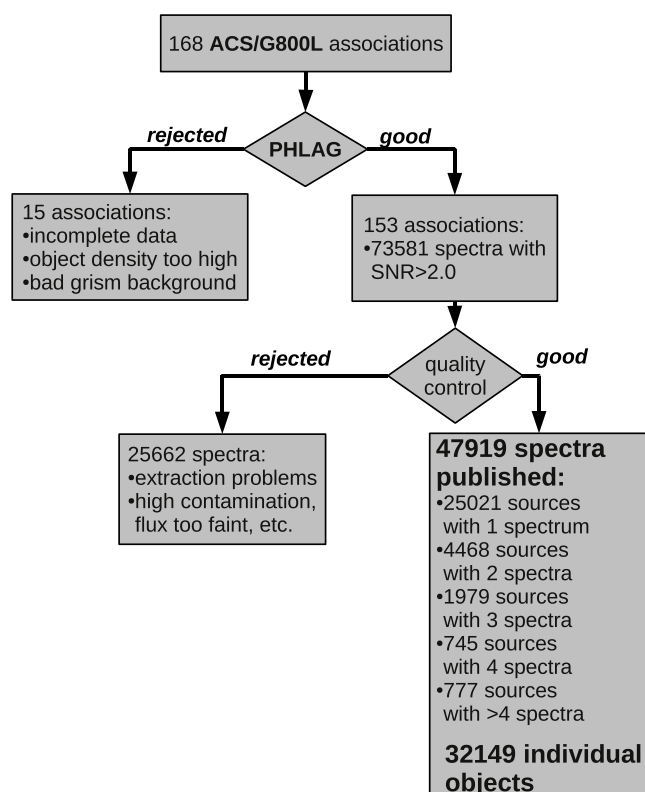 168 ACS/G800L associations
rejected
PHLAG
good
15 associations:
•incomplete data
•object density too high
•bad grism background
153 associations:
•73581 spectra with
SNR>2.0
rejected
quality
control
good
25662 spectra:
•extraction problems
•high contamination,
flux too faint, etc.
47919 spectra
published:
•25021 sources
with 1 spectrum
•4468 sources
with 2 spectra
•1979 sources
with 3 spectra
•745 sources
with 4 spectra
•777 sources
with >4 spectra
32149 individual
objects